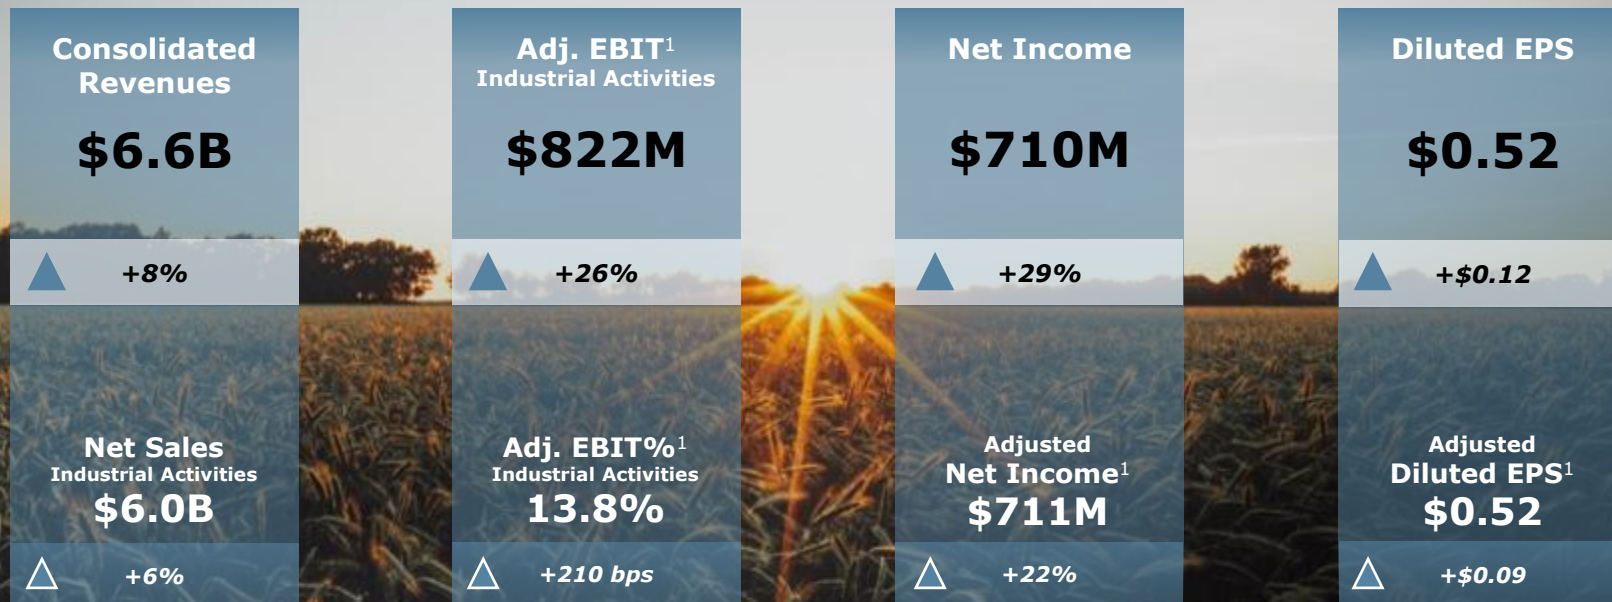 Consolidated
Revenues
$6.6B
+8%
Net Sales
Industrial Activities
$6.0B
+6%
Adj. EBIT¹
Industrial Activities
$822M
+26%
Adj. EBIT%¹
Industrial Activities
13.8%
+210 bps
Net Income
$710M
+29%
Adjusted
Net Income¹
$711M
+22%
Diluted EPS
$0.52
+$0.12
Adjusted
Diluted EPS¹
$0.52
+$0.09